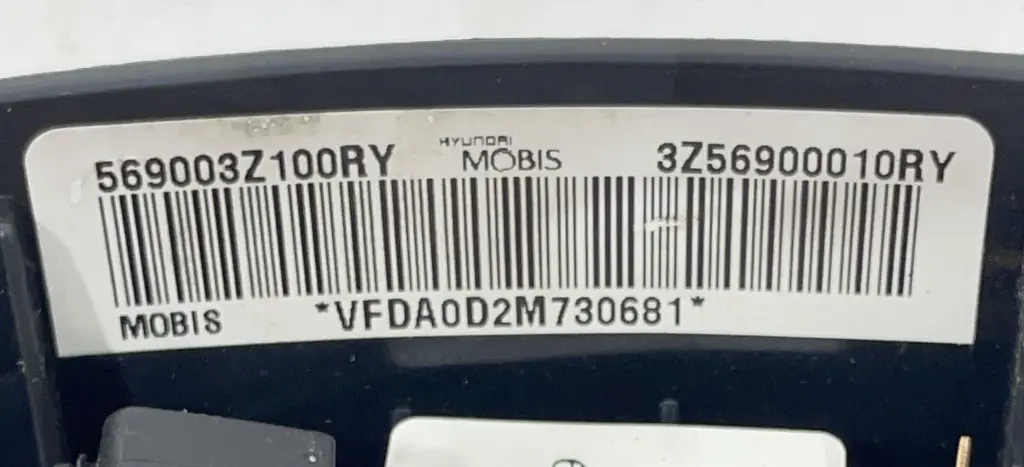 HYUNDAI
569003Z100RY MOBIS 3Z56900010RY
MOBIS *VFDA0D2M730681*